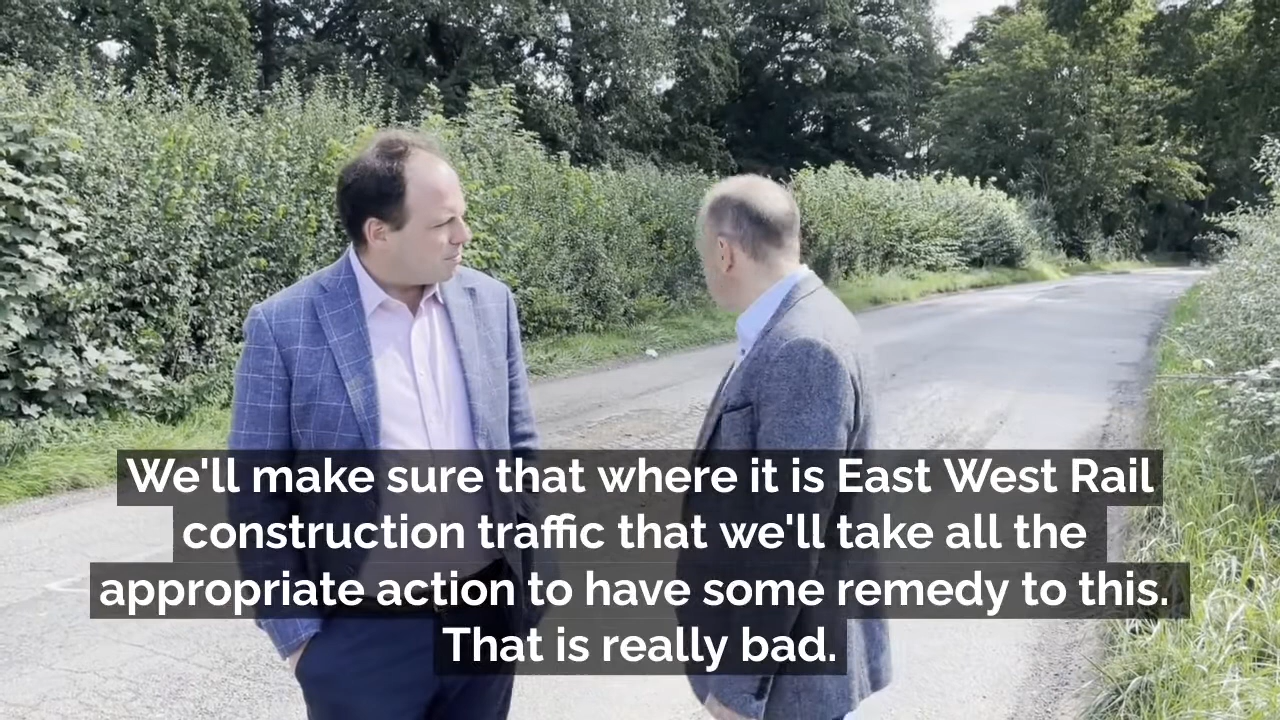 We'll make sure that where it is East West Rail
construction traffic that we'll take all the
appropriate action to have some remedy to this.
That is really bad.